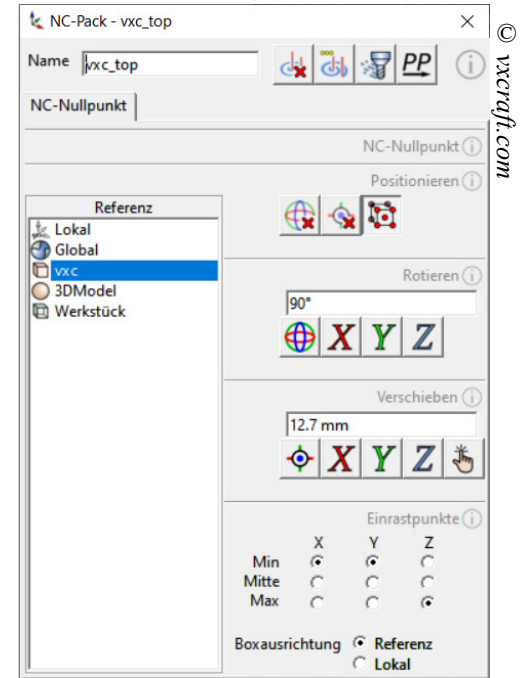 NC-Pack - vxc_top
Name vxc_top
PP
NC-Nullpunkt
NC-Nullpunkt
Positionieren
Referenz
Lokal
Global
vxc
3DModel
Werkstück
Rotieren
90°
X Y Z
Verschieben
12.7 mm
X Y Z
Einrastpunkte
X Y Z
Min
Mitte
Max
Boxausrichtung Referenz
Lokal
© vxcraft.com